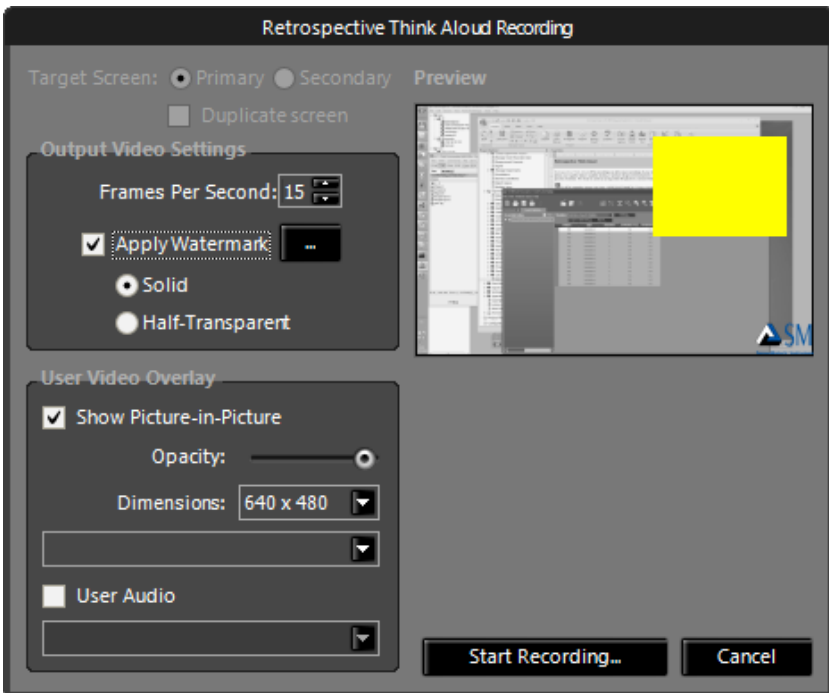 Retrospective Think Aloud Recording
Target Screen: Primary Secondary
Duplicate screen
Output Video Settings
Frames Per Second: 15
Apply Watermark ...
Solid
Half-Transparent
User Video Overlay
Show Picture-in-Picture
Opacity:
Dimensions: 640 x 480
User Audio
Preview
SM
Start Recording... Cancel